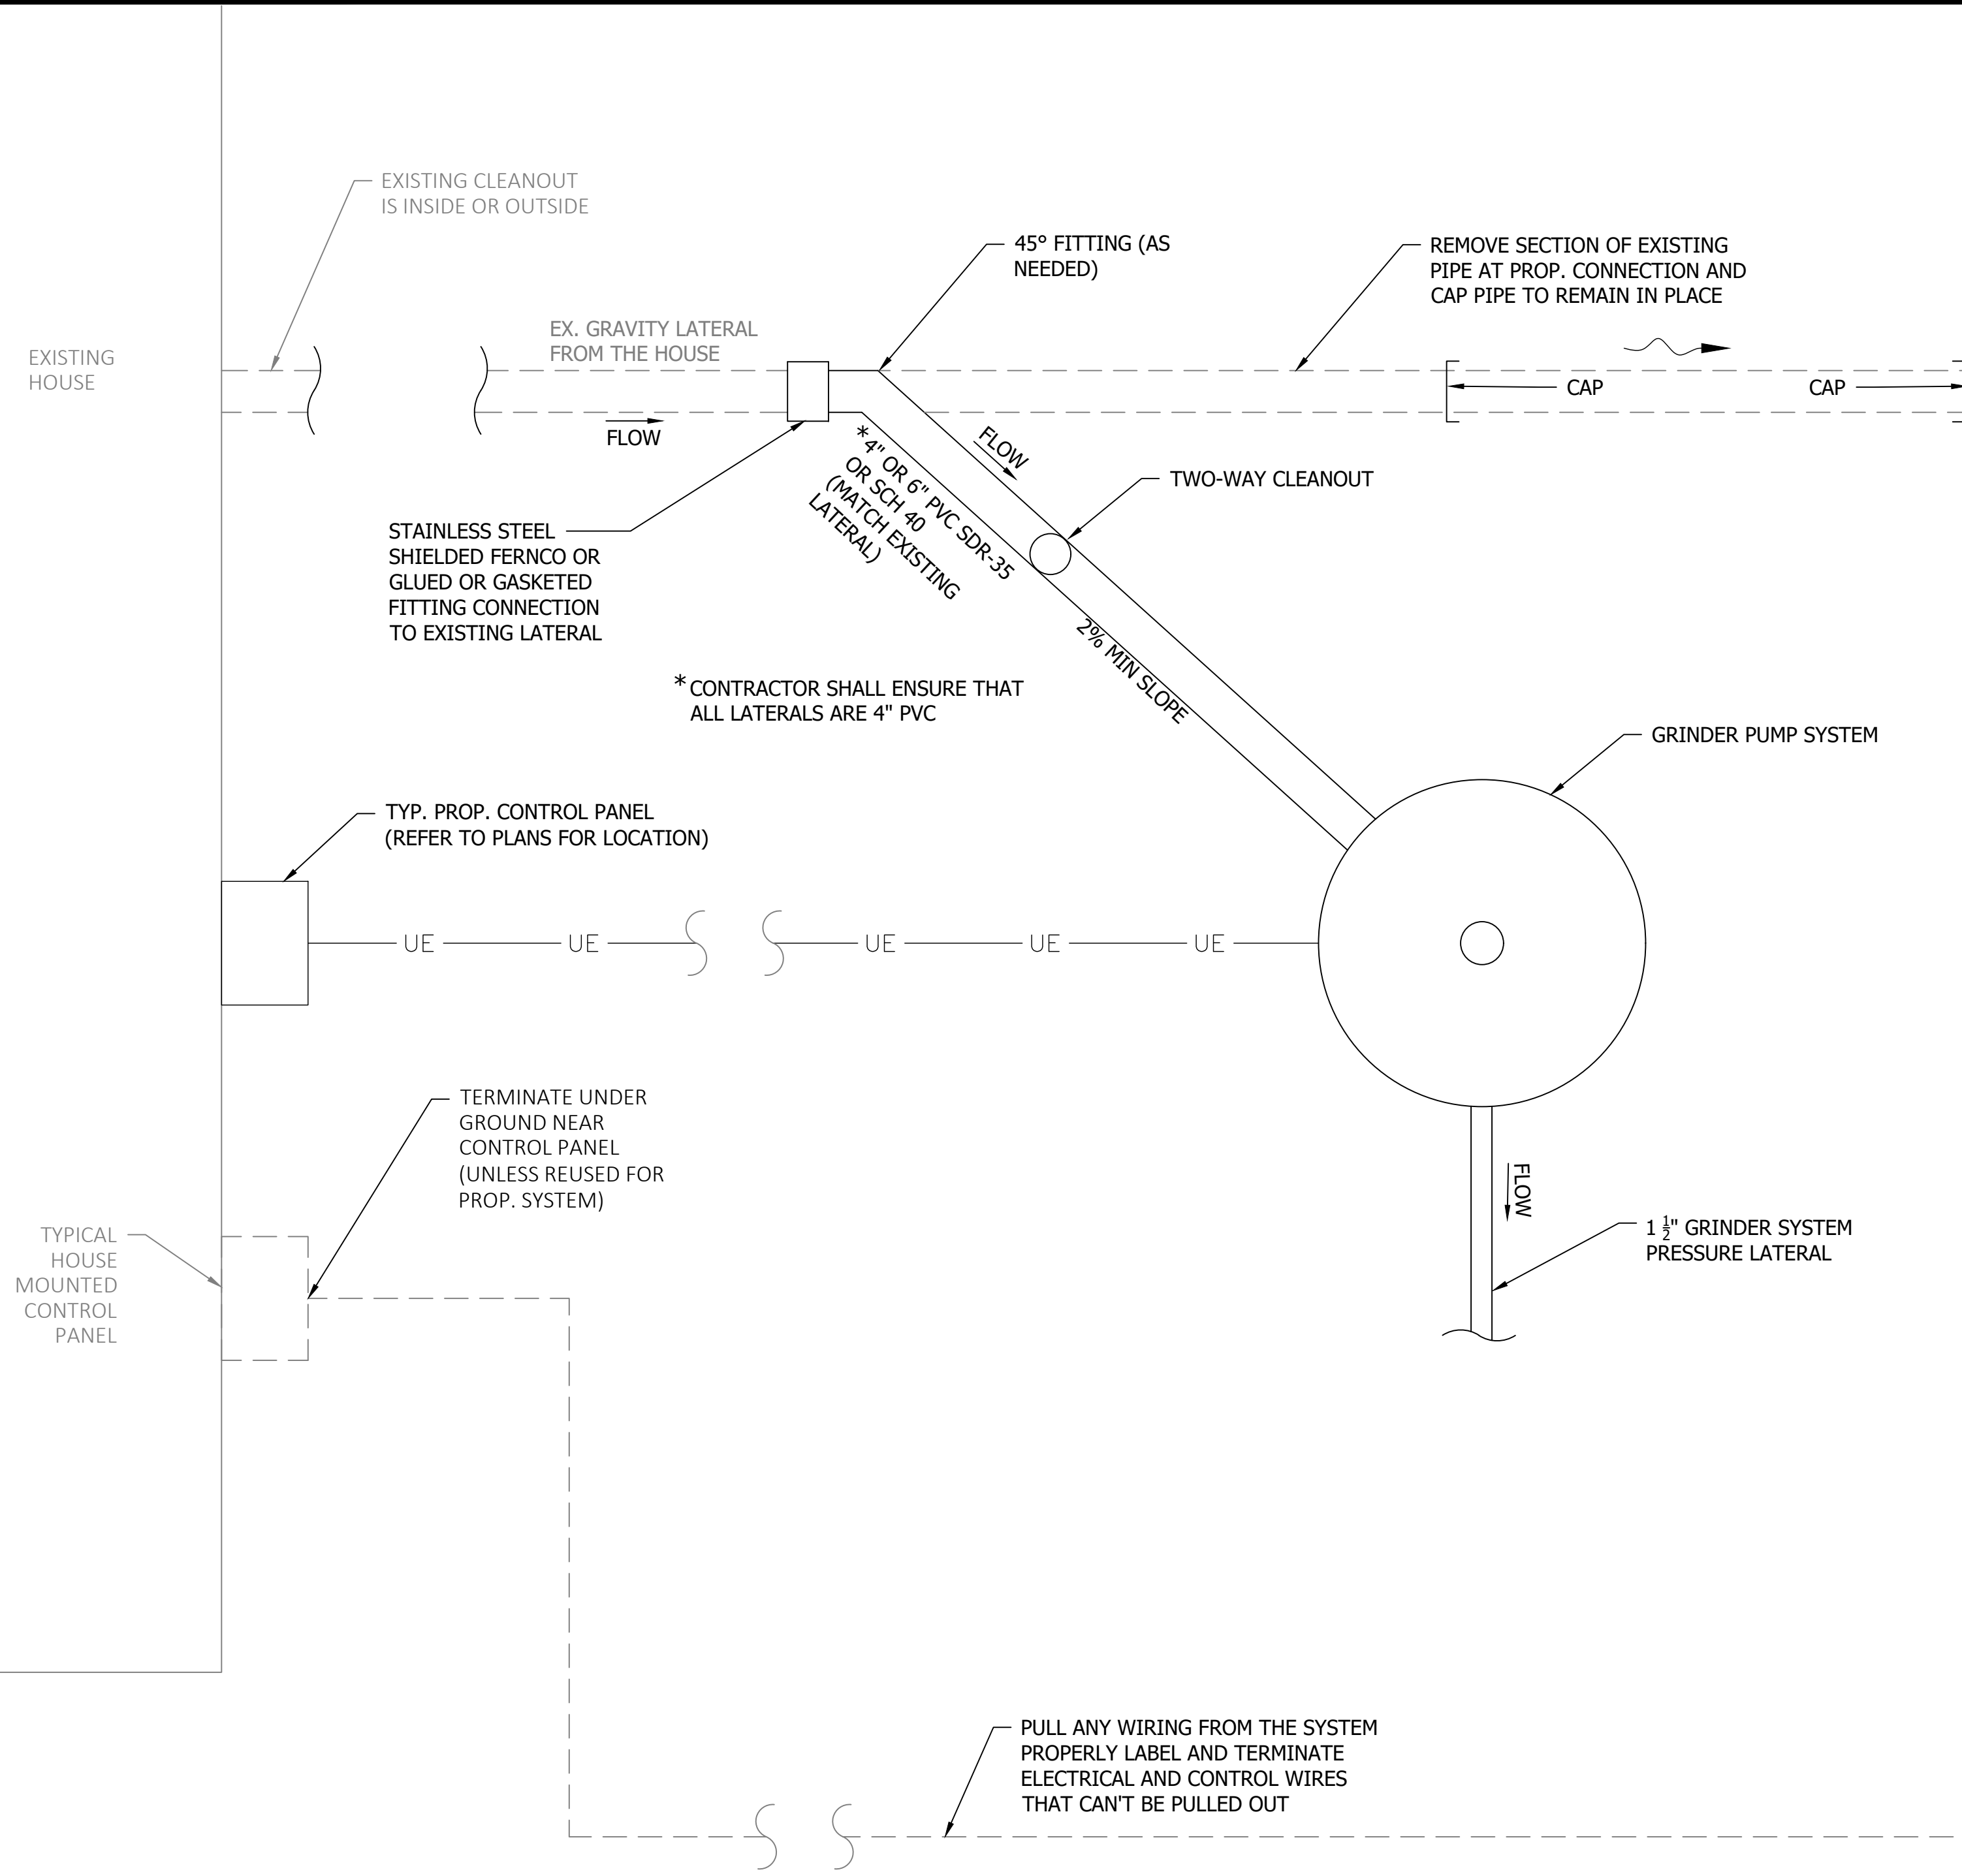 EXISTING CLEANOUT
IS INSIDE OR OUTSIDE
45° FITTING (AS
NEEDED)
REMOVE SECTION OF EXISTING
PIPE AT PROP. CONNECTION AND
CAP PIPE TO REMAIN IN PLACE
EX. GRAVITY LATERAL
FROM THE HOUSE
EXISTING
HOUSE
CAP
CAP
FLOW
FLOW
*4" OR 6" PVC SDR-35
OR SCH 40
(MATCH EXISTING
LATERAL)
TWO-WAY CLEANOUT
STAINLESS STEEL
SHIELDED FERNCO OR
GLUED OR GASKETED
FITTING CONNECTION
TO EXISTING LATERAL
2% MIN SLOPE
*CONTRACTOR SHALL ENSURE THAT
ALL LATERALS ARE 4" PVC
GRINDER PUMP SYSTEM
TYP. PROP. CONTROL PANEL
(REFER TO PLANS FOR LOCATION)
UE UE UE UE UE
TERMINATE UNDER
GROUND NEAR
CONTROL PANEL
(UNLESS REUSED FOR
PROP. SYSTEM)
FLOW
1 1/2" GRINDER SYSTEM
PRESSURE LATERAL
TYPICAL
HOUSE
MOUNTED
CONTROL
PANEL
PULL ANY WIRING FROM THE SYSTEM
PROPERLY LABEL AND TERMINATE
ELECTRICAL AND CONTROL WIRES
THAT CAN'T BE PULLED OUT